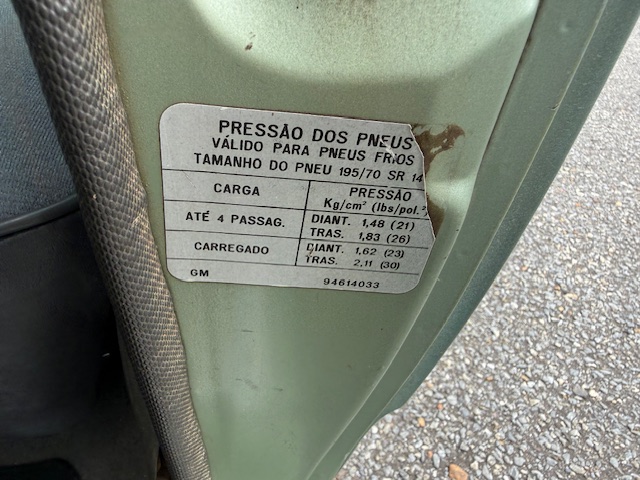 PRESSÃO DOS PNEUS
VÁLIDO PARA PNEUS FRIOS
TAMANHO DO PNEU 195/70 SR 14
CARGA PRESSÃO
Kg/cm² (lbs/pol.²
ATÉ 4 PASSAG. DIANT. 1,48 (21)
TRAS. 1,83 (26)
CARREGADO DIANT. 1,62 (23)
TRAS. 2,11 (30)
GM 94614033